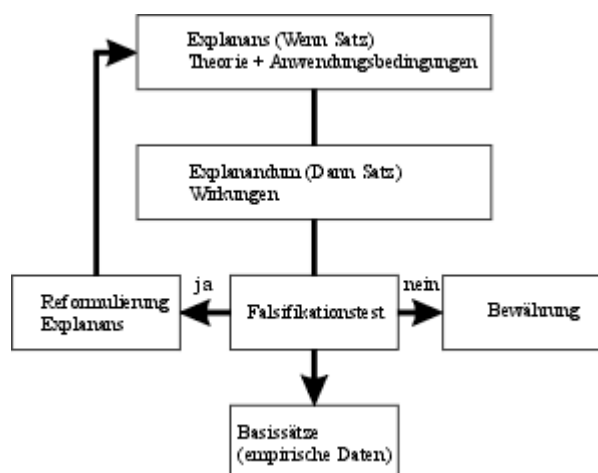 Explanans (Wenn Satz)
Theorie + Anwendungsbedingungen
Explanandum (Dann Satz)
Wirkungen
ja
nein
Reformulierung
Explanans
Falsifikationstest
Bewährung
Basissätze
(empirische Daten)